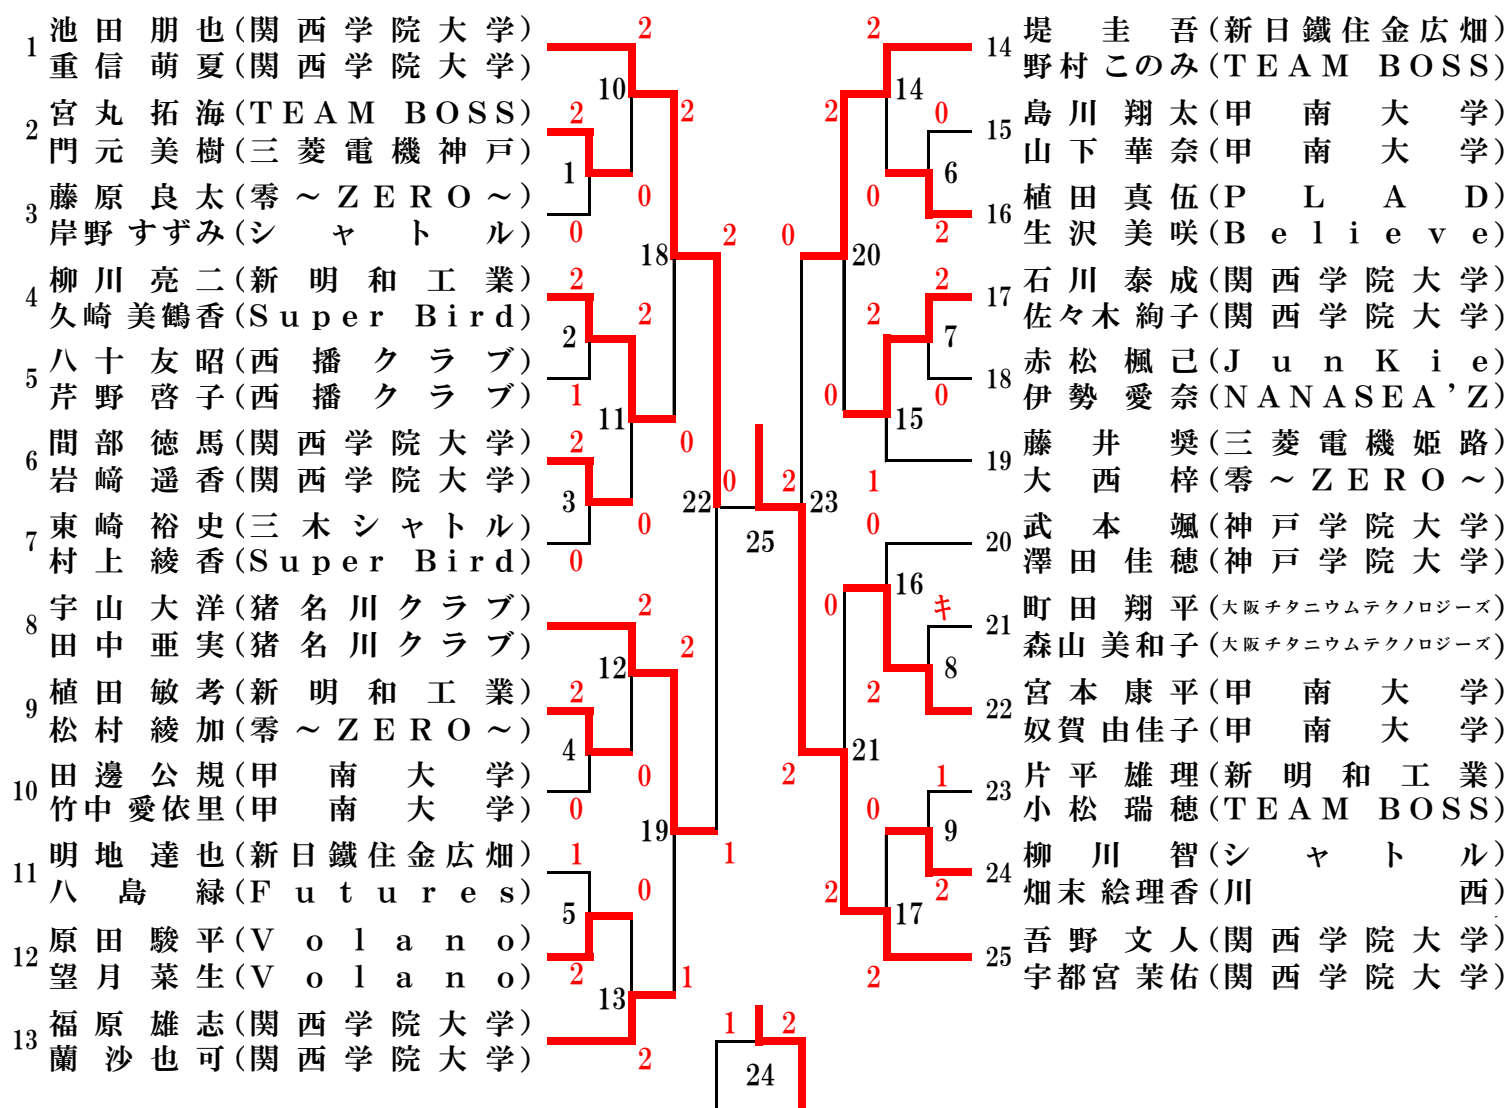 1 池田 朋也(関西学院大学)
重信 萌夏(関西学院大学)
2 宮丸 拓海(TEAM BOSS)
門元 美樹(三菱電機神戸)
3 藤原 良太(零～ZERO～)
岸野 すずみ(シャトル)
4 柳川 亮二(新明和工業)
久崎 美鶴香(Super Bird)
5 八十 友昭(西播クラブ)
芹野 啓子(西播クラブ)
6 間部 徳馬(関西学院大学)
岩﨑 遥香(関西学院大学)
7 東崎 裕史(三木シャトル)
村上 綾香(Super Bird)
8 宇山 大洋(猪名川クラブ)
田中 亜実(猪名川クラブ)
9 植田 敏考(新明和工業)
松村 綾加(零～ZERO～)
10 田邊 公規(甲南大学)
竹中 愛依里(甲南大学)
11 明地 達也(新日鐵住金広畑)
八島 緑(Futures)
12 原田 駿平(Volano)
望月 菜生(Volano)
13 福原 雄志(関西学院大学)
蘭 沙也可(関西学院大学)
2
10
2
2
1
0
0
18
2
2
2
2
1
11
0
2
3
0
0
22
0
2
12
2
2
4
0
0
19
1
1
0
5
2
13
1
2
25
1 2
24
2
14
2
0
6
0
2
0
20
2
2
7
0
0
15
2
23
1
0
16
0
キ
8
2
21
2
1
0
9
2
2
17
2
14 堤 圭吾(新日鐵住金広畑)
野村 このみ(TEAM BOSS)
15 島川 翔太(甲南大学)
山下 華奈(甲南大学)
16 植田 真伍(PLAD)
生沢 美咲(Believe)
17 石川 泰成(関西学院大学)
佐々木 絢子(関西学院大学)
18 赤松 楓己(JunKie)
伊勢 愛奈(NANASEA'Z)
19 藤井 奨(三菱電機姫路)
大西 梓(零～ZERO～)
20 武本 颯(神戸学院大学)
澤田 佳穂(神戸学院大学)
21 町田 翔平(大阪チタニウムテクノロジーズ)
森山 美和子(大阪チタニウムテクノロジーズ)
22 宮本 康平(甲南大学)
奴賀 由佳子(甲南大学)
23 片平 雄理(新明和工業)
小松 瑞穂(TEAM BOSS)
24 柳川 智(シャトル)
畑末 絵理香(川西)
25 吾野 文人(関西学院大学)
宇都宮 茉佑(関西学院大学)